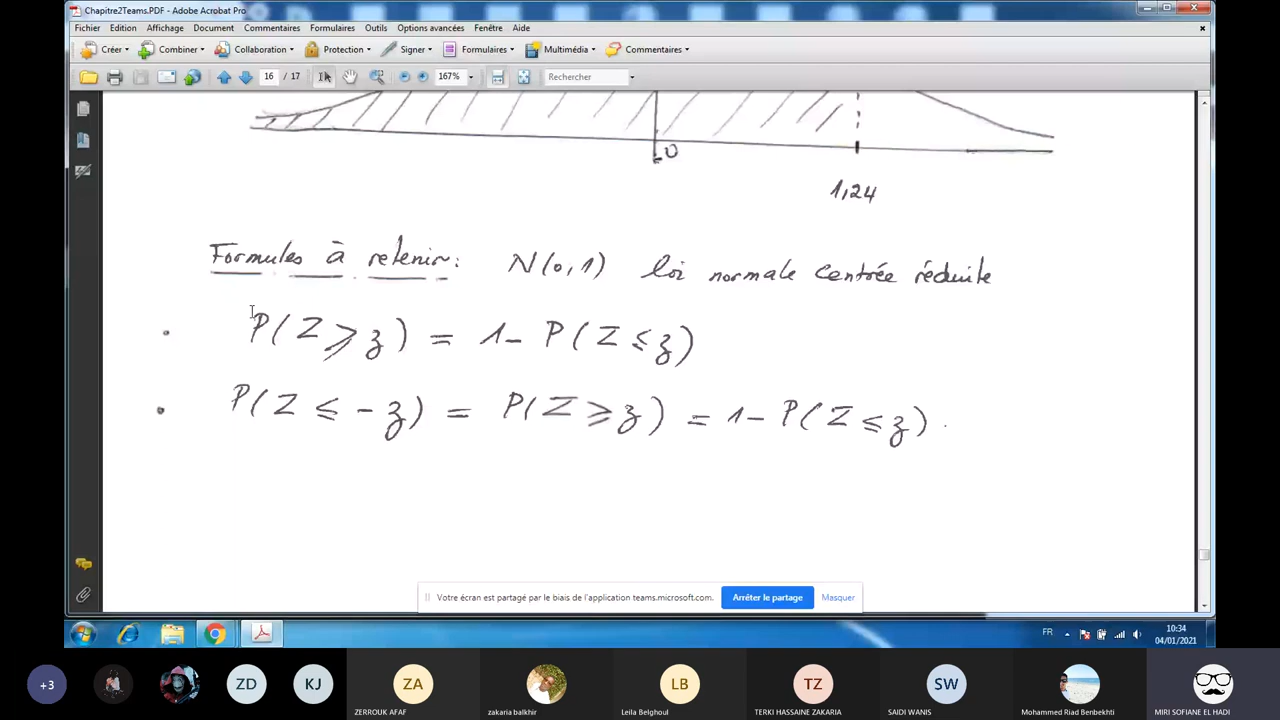 Chapitre2Teams.PDF - Adobe Acrobat Pro
Fichier Edition Affichage Document Commentaires Formulaires Outils Options avancées Fenêtre Aide
Créer Combiner Collaboration Protection Signer Formulaires Multimédia Commentaires
16 / 17 167% Rechercher
0
1,24
Formules à retenir : N(0,1) loi normale centrée réduite
• P(Z ⩾ z) = 1 - P(Z ≤ z)
• P(Z ≤ -z) = P(Z ≥ z) = 1 - P(Z ≤ z).
Votre écran est partagé par le biais de l'application teams.microsoft.com. Arrêter le partage Masquer
FR 10:34
04/01/2021
+3 ZD KJ ZA LB TZ SW
ZERROUK AFAF zakaria balkhir Leila Belghoul TERKI HASSAINE ZAKARIA SAIDI WANIS Mohammed Riad Benbekhti MIRI SOFIANE EL HADI